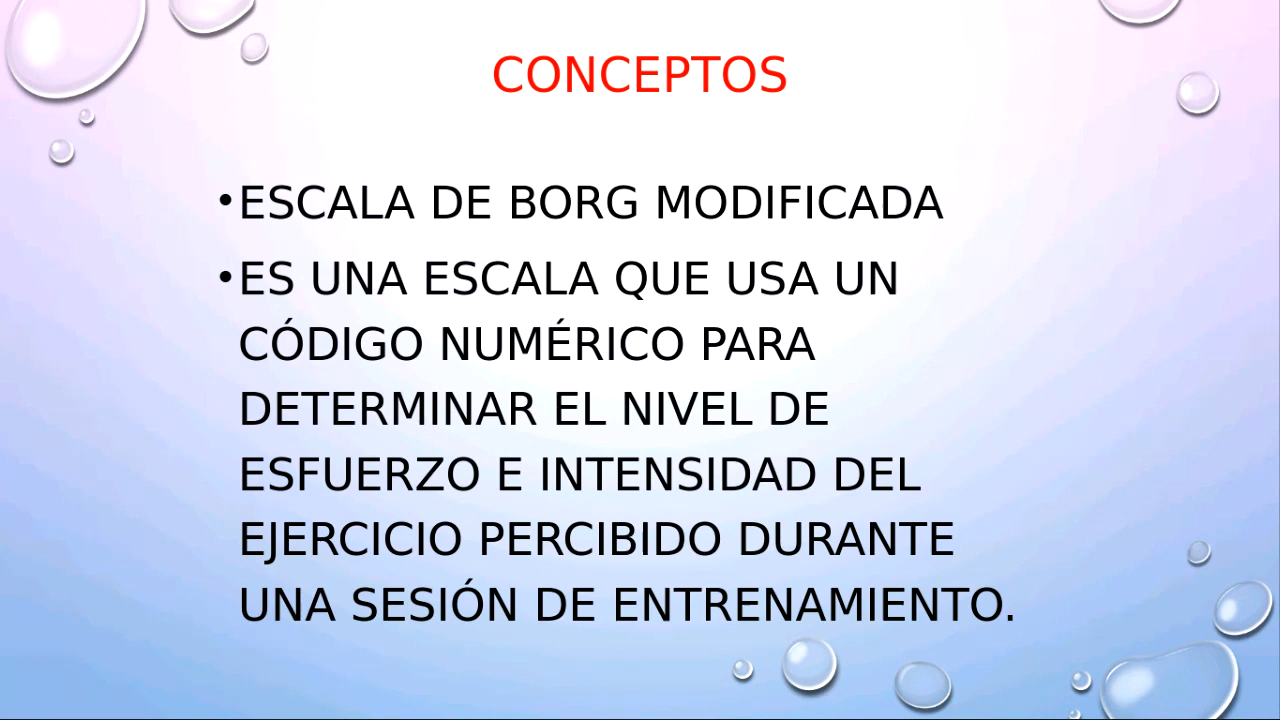 CONCEPTOS
•ESCALA DE BORG MODIFICADA
•ES UNA ESCALA QUE USA UN
CÓDIGO NUMÉRICO PARA
DETERMINAR EL NIVEL DE
ESFUERZO E INTENSIDAD DEL
EJERCICIO PERCIBIDO DURANTE
UNA SESIÓN DE ENTRENAMIENTO.